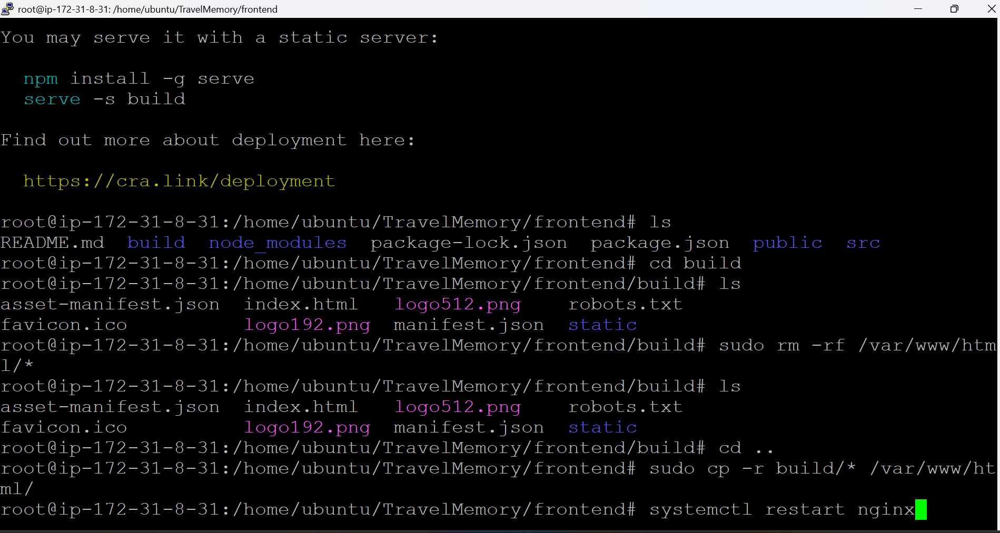 root@ip-172-31-8-31: /home/ubuntu/TravelMemory/frontend
You may serve it with a static server:
npm install -g serve
serve -s build
Find out more about deployment here:
https://cra.link/deployment
root@ip-172-31-8-31:/home/ubuntu/TravelMemory/frontend# ls
README.md  build  node_modules  package-lock.json  package.json  public  src
root@ip-172-31-8-31:/home/ubuntu/TravelMemory/frontend# cd build
root@ip-172-31-8-31:/home/ubuntu/TravelMemory/frontend/build# ls
asset-manifest.json  index.html   logo512.png    robots.txt
favicon.ico          logo192.png  manifest.json  static
root@ip-172-31-8-31:/home/ubuntu/TravelMemory/frontend/build# sudo rm -rf /var/www/htm
l/*
root@ip-172-31-8-31:/home/ubuntu/TravelMemory/frontend/build# ls
asset-manifest.json  index.html   logo512.png    robots.txt
favicon.ico          logo192.png  manifest.json  static
root@ip-172-31-8-31:/home/ubuntu/TravelMemory/frontend/build# cd ..
root@ip-172-31-8-31:/home/ubuntu/TravelMemory/frontend# sudo cp -r build/* /var/www/ht
ml/
root@ip-172-31-8-31:/home/ubuntu/TravelMemory/frontend# systemctl restart nginx